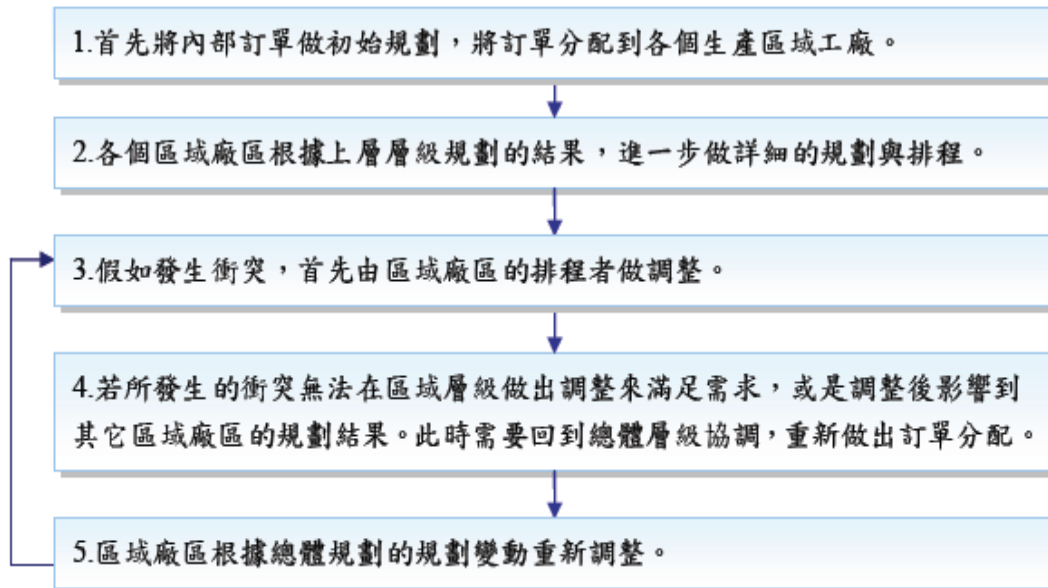 1.首先將內部訂單做初始規劃，將訂單分配到各個生產區域工廠。
2.各個區域廠區根據上層層級規劃的結果，進一步做詳細的規劃與排程。
3.假如發生衝突，首先由區域廠區的排程者做調整。
4.若所發生的衝突無法在區域層級做出調整來滿足需求，或是調整後影響到
其它區域廠區的規劃結果。此時需要回到總體層級協調，重新做出訂單分配。
5.區域廠區根據總體規劃的規劃變動重新調整。